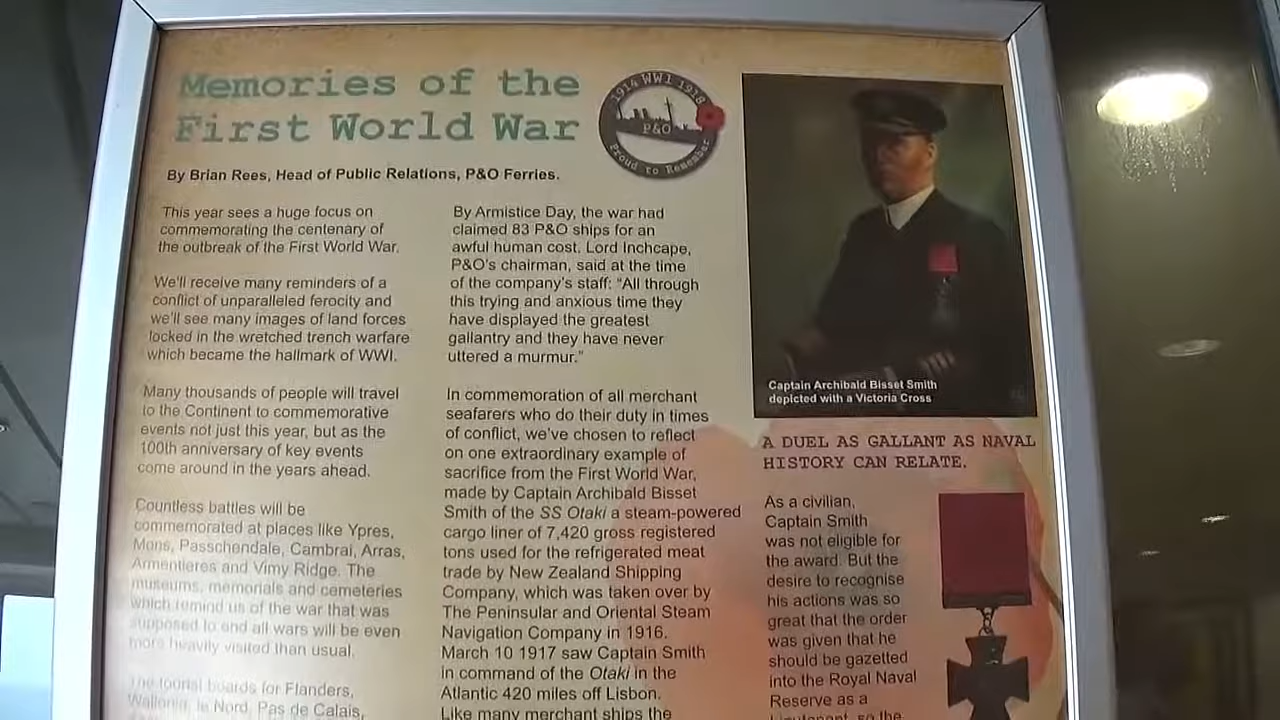 Memories of the
First World War
1914 WW1 1918
P&O
Proud to Remember
By Brian Rees, Head of Public Relations, P&O Ferries.
This year sees a huge focus on
commemorating the centenary of
the outbreak of the First World War.
We'll receive many reminders of a
conflict of unparalleled ferocity and
we'll see many images of land forces
locked in the wretched trench warfare
which became the hallmark of WWI.
Many thousands of people will travel
to the Continent to commemorative
events not just this year, but as the
100th anniversary of key events
come around in the years ahead.
Countless battles will be
commemorated at places like Ypres,
Mons, Passchendale, Cambrai, Arras,
Armentieres and Vimy Ridge. The
museums, memorials and cemeteries
which remind us of the war that was
supposed to end all wars will be even
more heavily visited than usual.
The tourist boards for Flanders,
Wallonia, le Nord, Pas de Calais,
By Armistice Day, the war had
claimed 83 P&O ships for an
awful human cost. Lord Inchcape,
P&O's chairman, said at the time
of the company's staff: “All through
this trying and anxious time they
have displayed the greatest
gallantry and they have never
uttered a murmur.”
In commemoration of all merchant
seafarers who do their duty in times
of conflict, we've chosen to reflect
on one extraordinary example of
sacrifice from the First World War,
made by Captain Archibald Bisset
Smith of the SS Otaki a steam-powered
cargo liner of 7,420 gross registered
tons used for the refrigerated meat
trade by New Zealand Shipping
Company, which was taken over by
The Peninsular and Oriental Steam
Navigation Company in 1916.
March 10 1917 saw Captain Smith
in command of the Otaki in the
Atlantic 420 miles off Lisbon.
Like many merchant ships the
Captain Archibald Bisset Smith
depicted with a Victoria Cross
A DUEL AS GALLANT AS NAVAL
HISTORY CAN RELATE.
As a civilian,
Captain Smith
was not eligible for
the award. But the
desire to recognise
his actions was so
great that the order
was given that he
should be gazetted
into the Royal Naval
Reserve as a
Lieutenant, so the